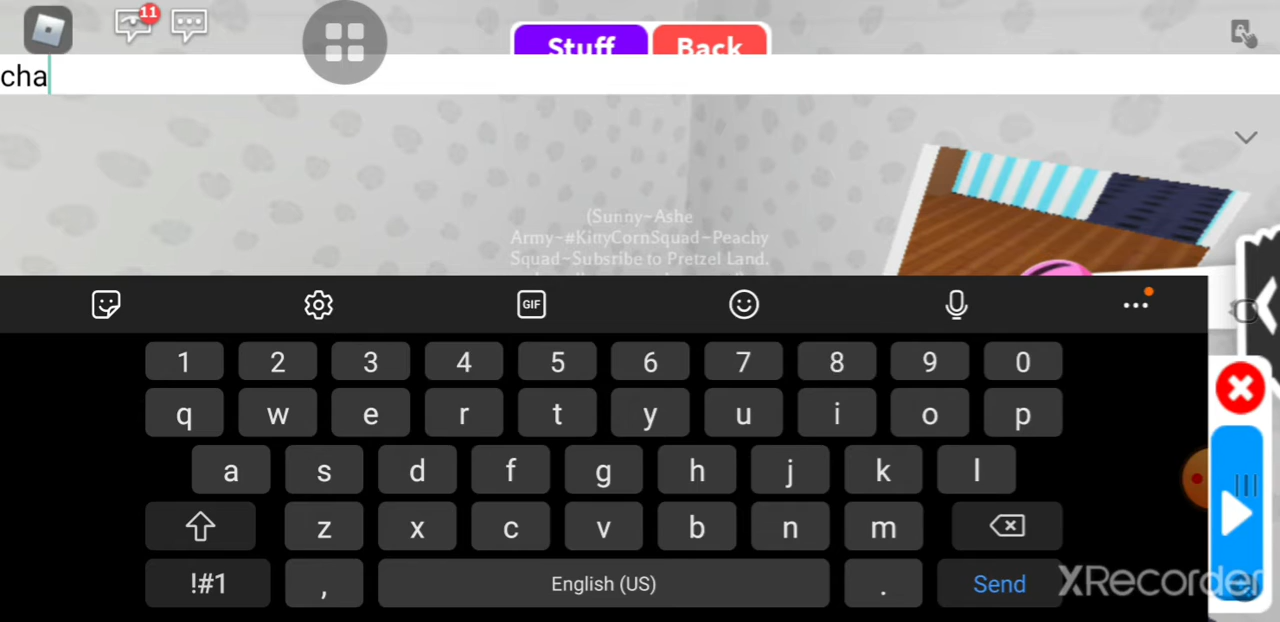 11
Stuff Back
cha
(Sunny~Ashe
Army~#KittyCornSquad~Peachy
Squad~Subsribe to Pretzel Land.
GIF
1 2 3 4 5 6 7 8 9 0
q w e r t y u i o p
a s d f g h j k l
z x c v b n m
!#1 , English (US) . Send
XRecorder